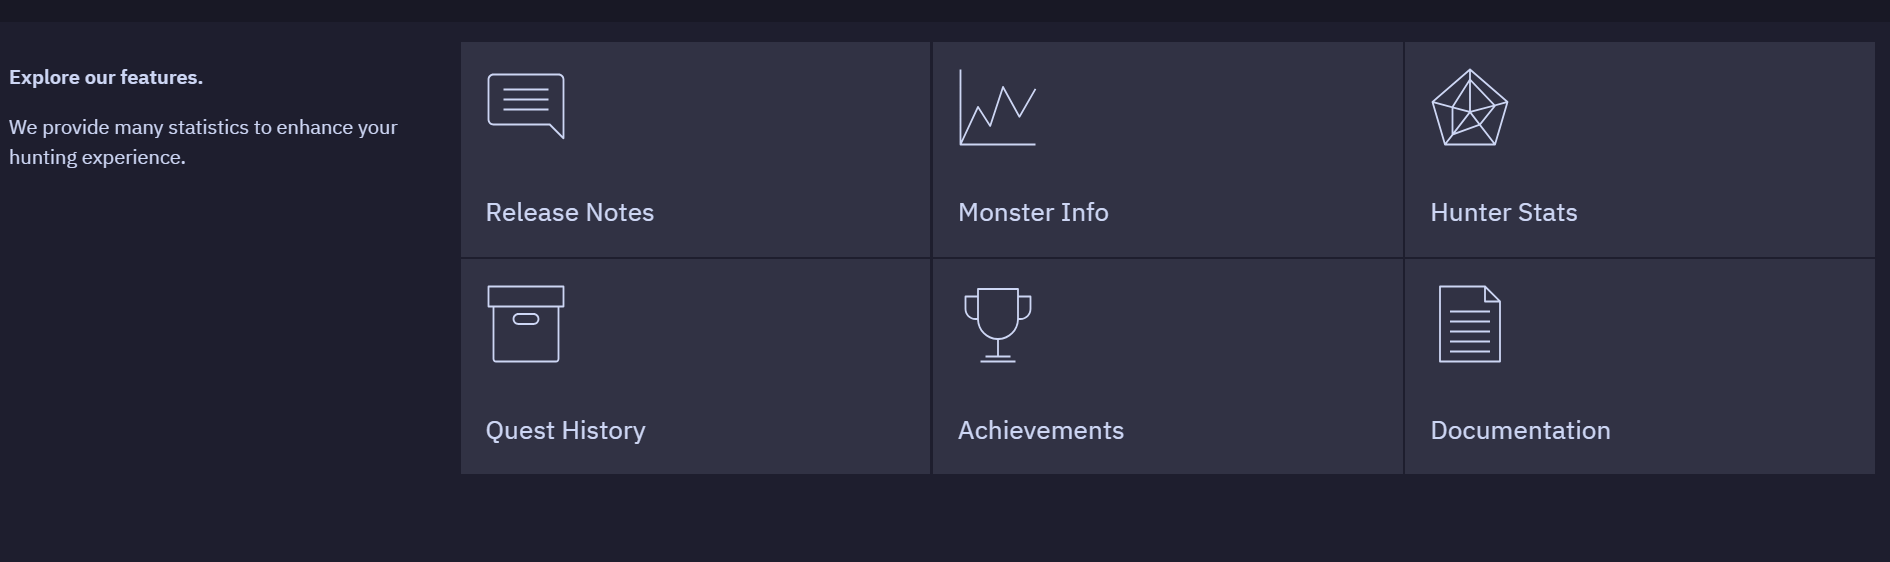 Explore our features.
We provide many statistics to enhance your
hunting experience.
Release Notes
Monster Info
Hunter Stats
Quest History
Achievements
Documentation